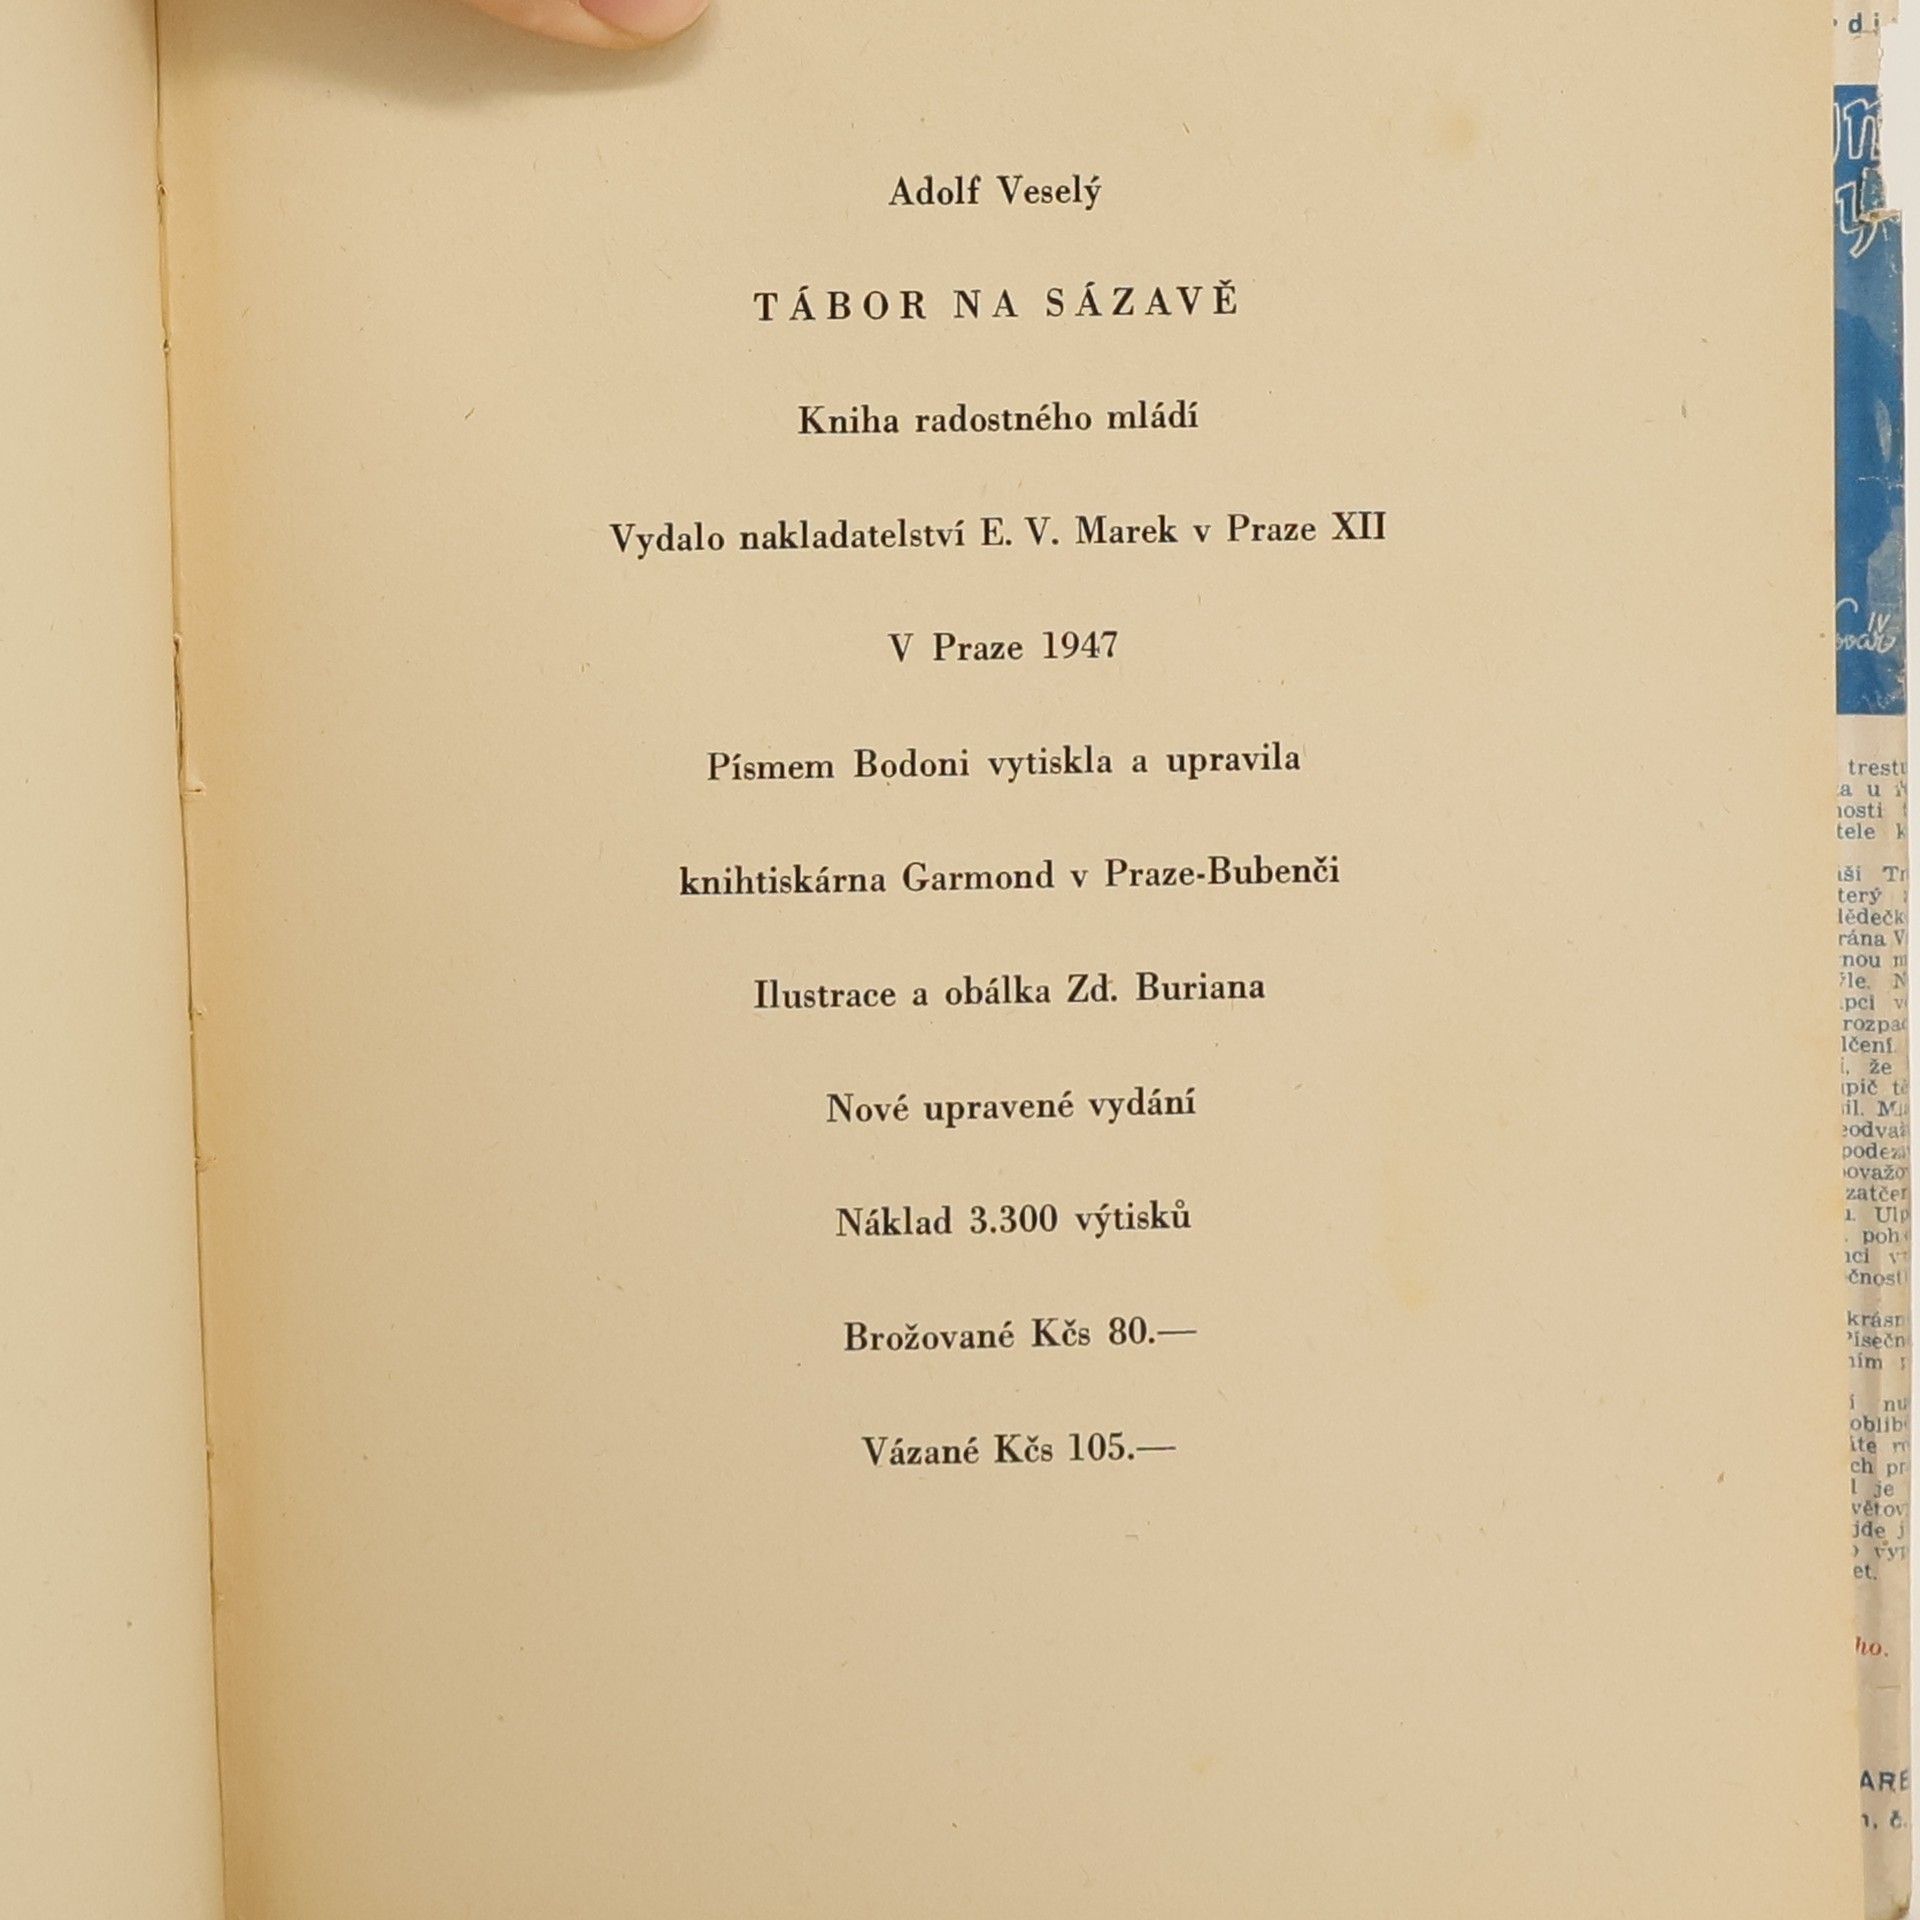 Adolf Veselý
TÁBOR NA SÁZAVĚ
Kniha radostného mládí
Vydalo nakladatelství E. V. Marek v Praze XII
V Praze 1947
Písmem Bodoni vytiskla a upravila
knihtiskárna Garmond v Praze-Bubenči
Ilustrace a obálka Zd. Buriana
Nové upravené vydání
Náklad 3.300 výtisků
Brožované Kčs 80.—
Vázané Kčs 105.—